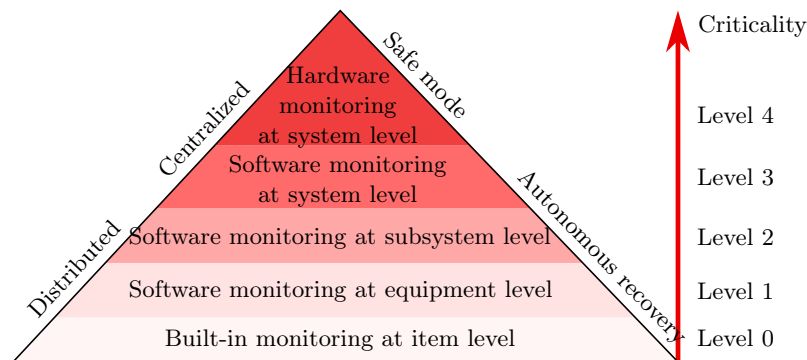 Criticality
Safe mode
Centralized
Hardware
monitoring
at system level
Level 4
Software monitoring
at system level
Level 3
Autonomous recovery
Distributed
Software monitoring at subsystem level
Level 2
Software monitoring at equipment level
Level 1
Built-in monitoring at item level
Level 0